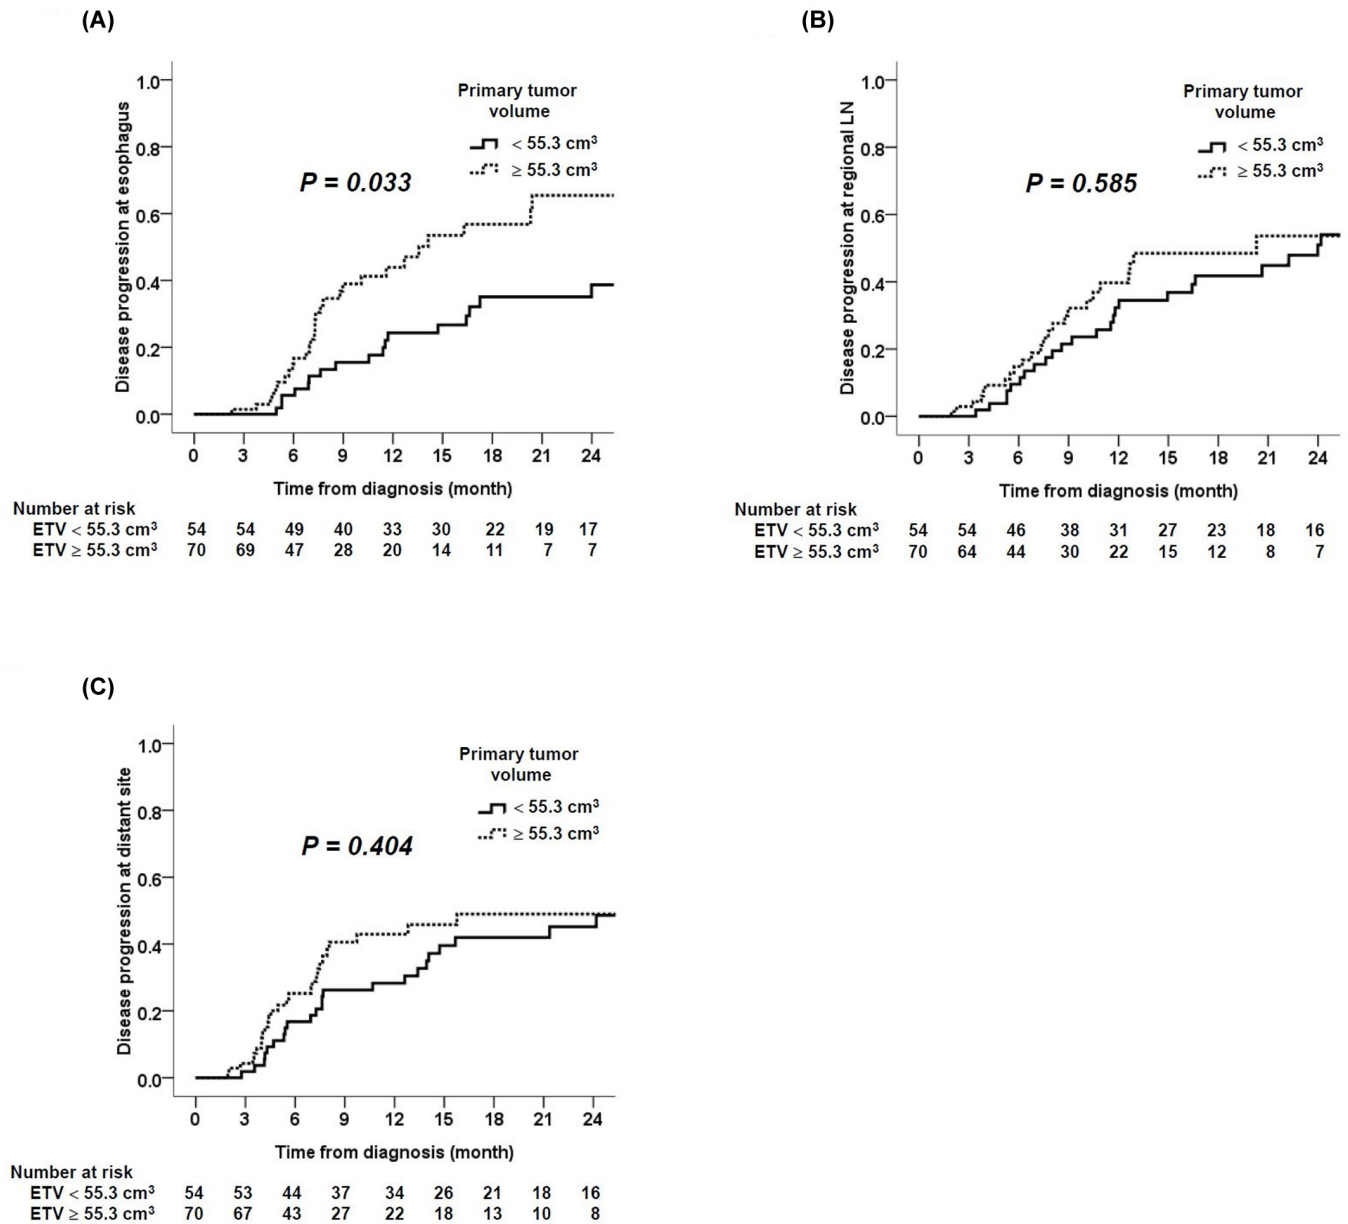 (A)
Disease progression at esophagus
1.0
0.8
0.6
0.4
0.2
0.0
Primary tumor
volume
< 55.3 cm³
≥ 55.3 cm³
P = 0.033
0 3 6 9 12 15 18 21 24
Time from diagnosis (month)
Number at risk
ETV < 55.3 cm³ 54 54 49 40 33 30 22 19 17
ETV ≥ 55.3 cm³ 70 69 47 28 20 14 11 7 7
(B)
Disease progression at regional LN
1.0
0.8
0.6
0.4
0.2
0.0
Primary tumor
volume
< 55.3 cm³
≥ 55.3 cm³
P = 0.585
0 3 6 9 12 15 18 21 24
Time from diagnosis (month)
Number at risk
ETV < 55.3 cm³ 54 54 46 38 31 27 23 18 16
ETV ≥ 55.3 cm³ 70 64 44 30 22 15 12 8 7
(C)
Disease progression at distant site
1.0
0.8
0.6
0.4
0.2
0.0
Primary tumor
volume
< 55.3 cm³
≥ 55.3 cm³
P = 0.404
0 3 6 9 12 15 18 21 24
Time from diagnosis (month)
Number at risk
ETV < 55.3 cm³ 54 53 44 37 34 26 21 18 16
ETV ≥ 55.3 cm³ 70 67 43 27 22 18 13 10 8